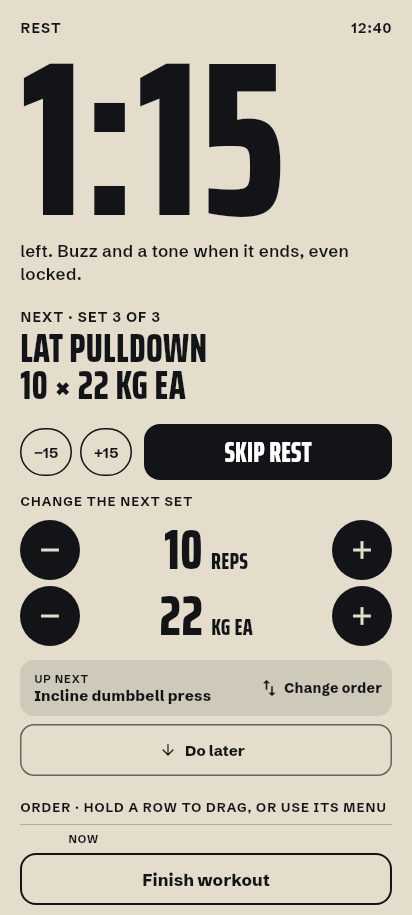 REST 12:40
1:15
left. Buzz and a tone when it ends, even
locked.
NEXT · SET 3 OF 3
LAT PULLDOWN
10 × 22 KG EA
−15 +15 SKIP REST
CHANGE THE NEXT SET
− 10 REPS +
− 22 KG EA +
UP NEXT
Incline dumbbell press
Change order
Do later
ORDER · HOLD A ROW TO DRAG, OR USE ITS MENU
NOW
Finish workout